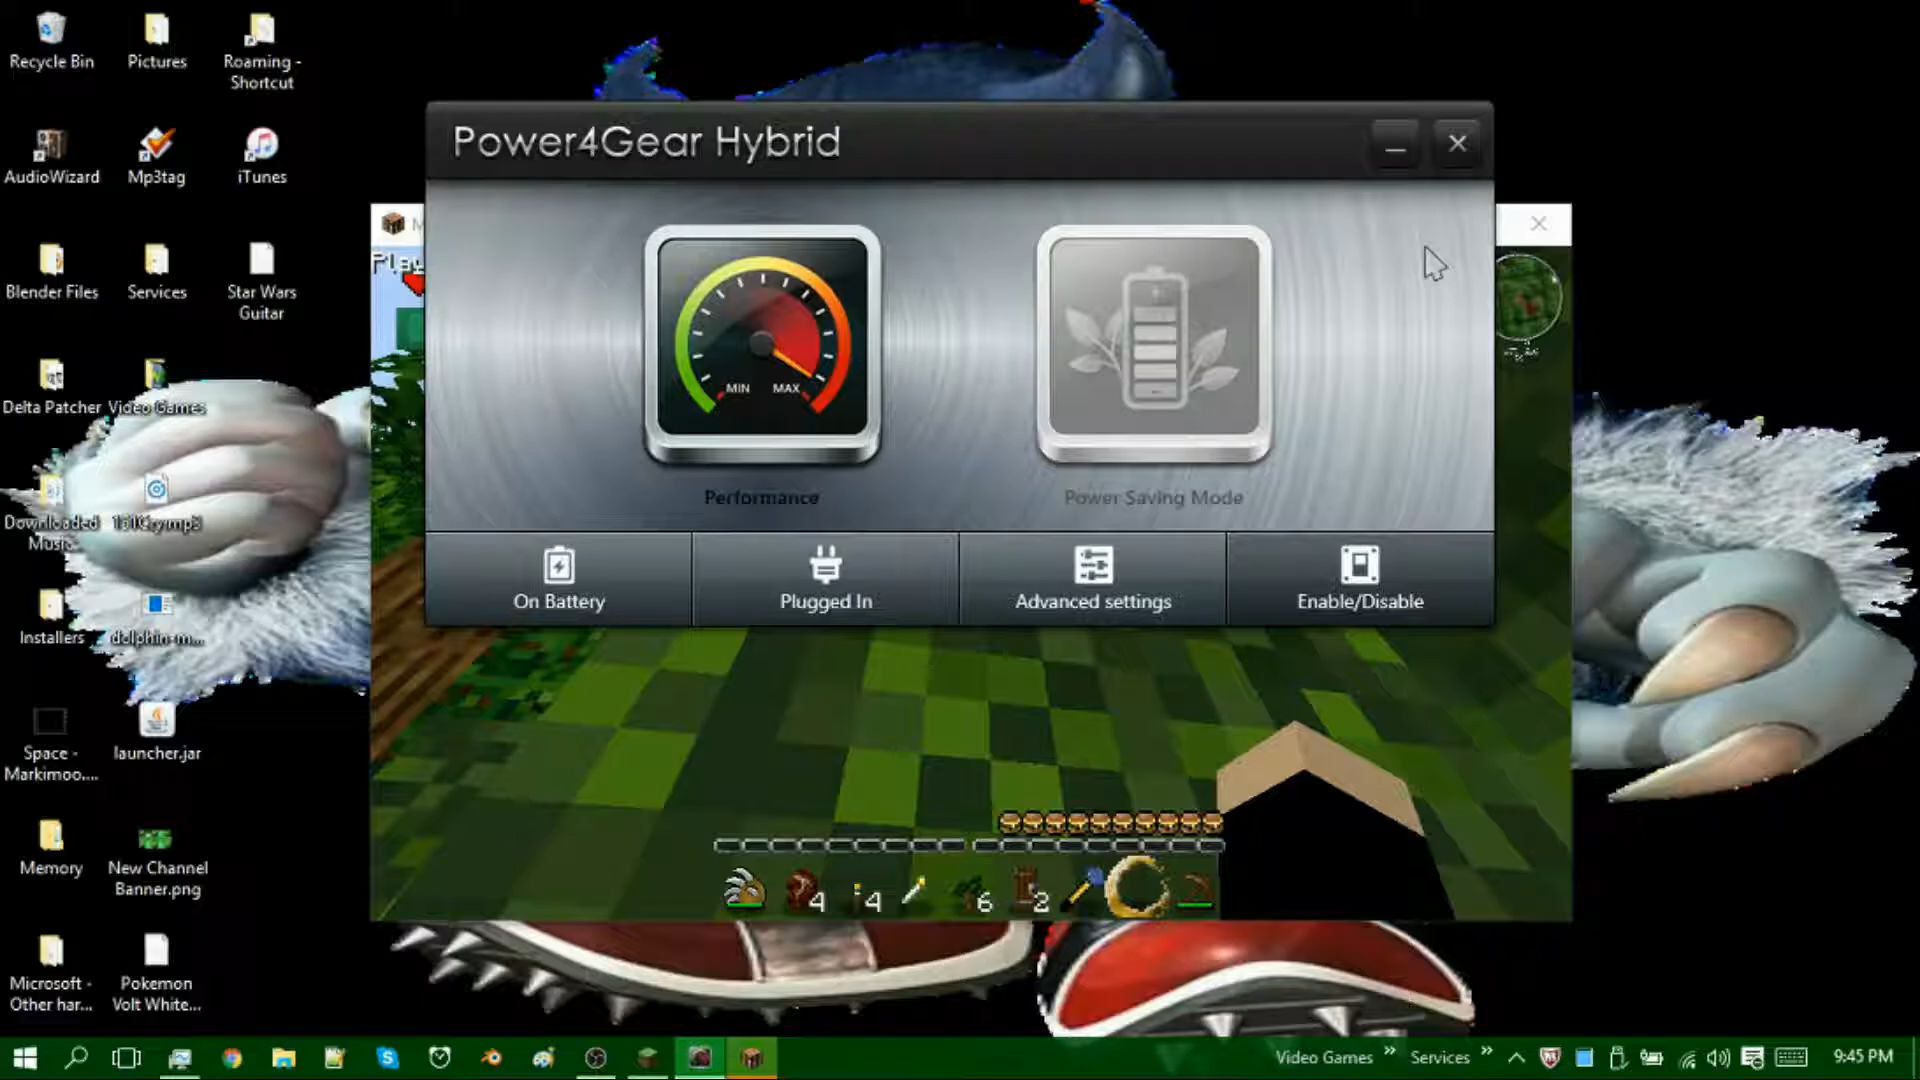 Recycle Bin
Pictures
Roaming -
Shortcut
AudioWizard
Mp3tag
iTunes
Blender Files
Services
Star Wars
Guitar
Delta Patcher
Video Games
Downloaded
Music
Installers
dolphin-m...
Space -
Markimoo....
launcher.jar
Memory
New Channel
Banner.png
Microsoft -
Other har...
Pokemon
Volt White...
Power4Gear Hybrid
M
Play
MIN MAX
Performance
Power Saving Mode
On Battery
Plugged In
Advanced settings
Enable/Disable
4
4
6
2
Video Games
Services
9:45 PM